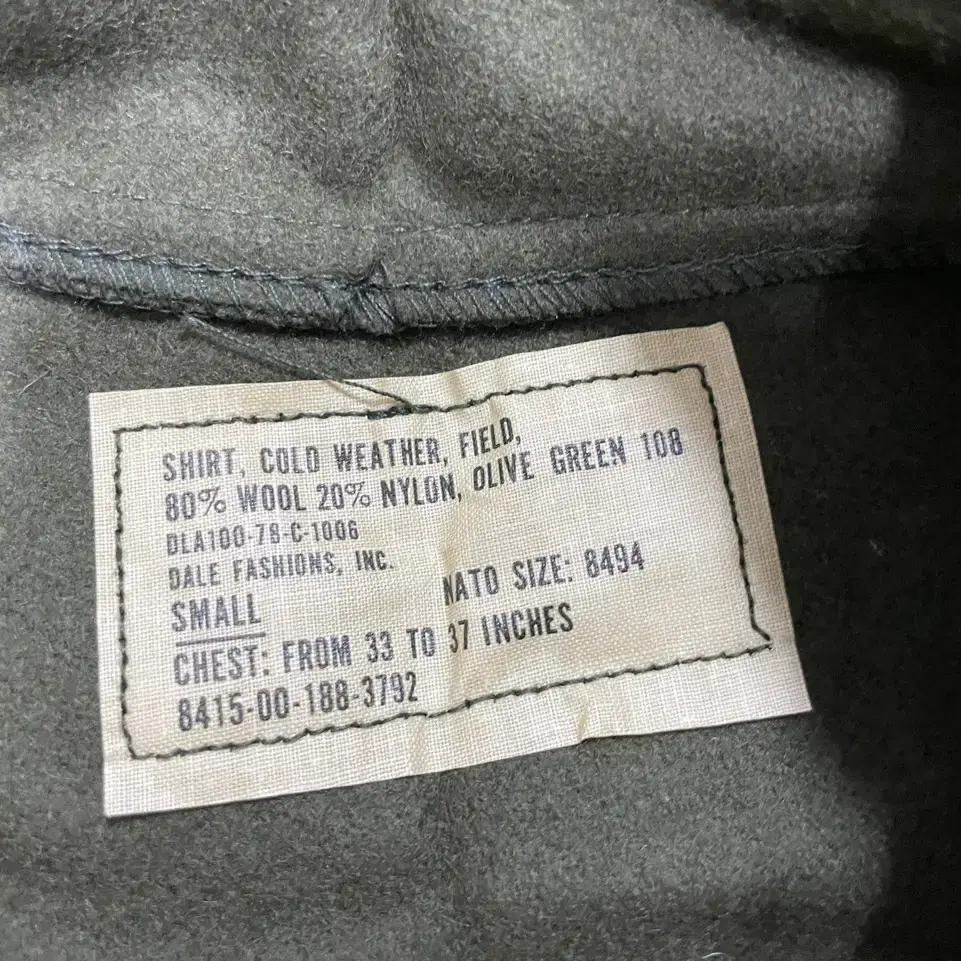 SHIRT, COLD WEATHER, FIELD,
80% WOOL 20% NYLON, OLIVE GREEN 108
DLA100-78-C-1006
DALE FASHIONS, INC.
SMALL NATO SIZE: 8494
CHEST: FROM 33 TO 37 INCHES
8415-00-188-3792